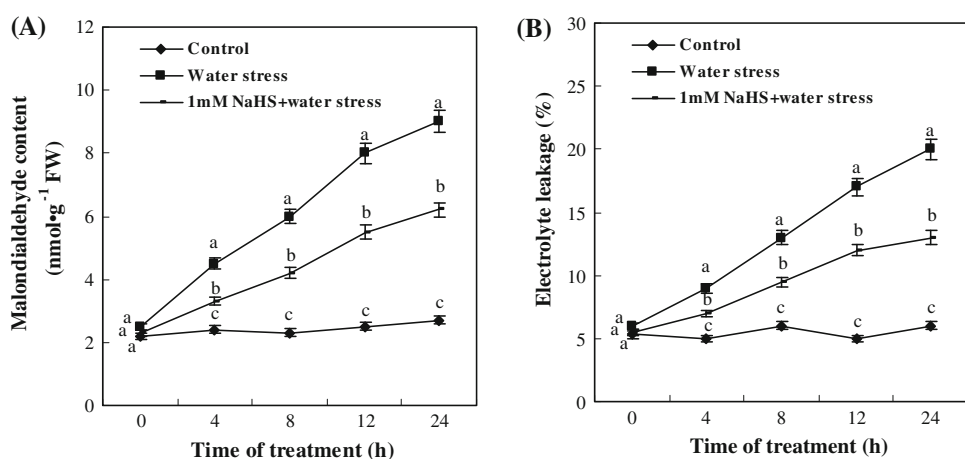 (A)
Control
Water stress
1mM NaHS+water stress
Malondialdehyde content
(nmol•g⁻¹ FW)
12
10
8
6
4
2
0
a
a
a
a
b
c
a
b
c
a
b
c
a
b
c
0 4 8 12 24
Time of treatment (h)
(B)
Control
Water stress
1mM NaHS+water stress
Electrolyte leakage (%)
30
25
20
15
10
5
0
a
a
a
a
b
c
a
b
c
a
b
c
a
b
c
0 4 8 12 24
Time of treatment (h)